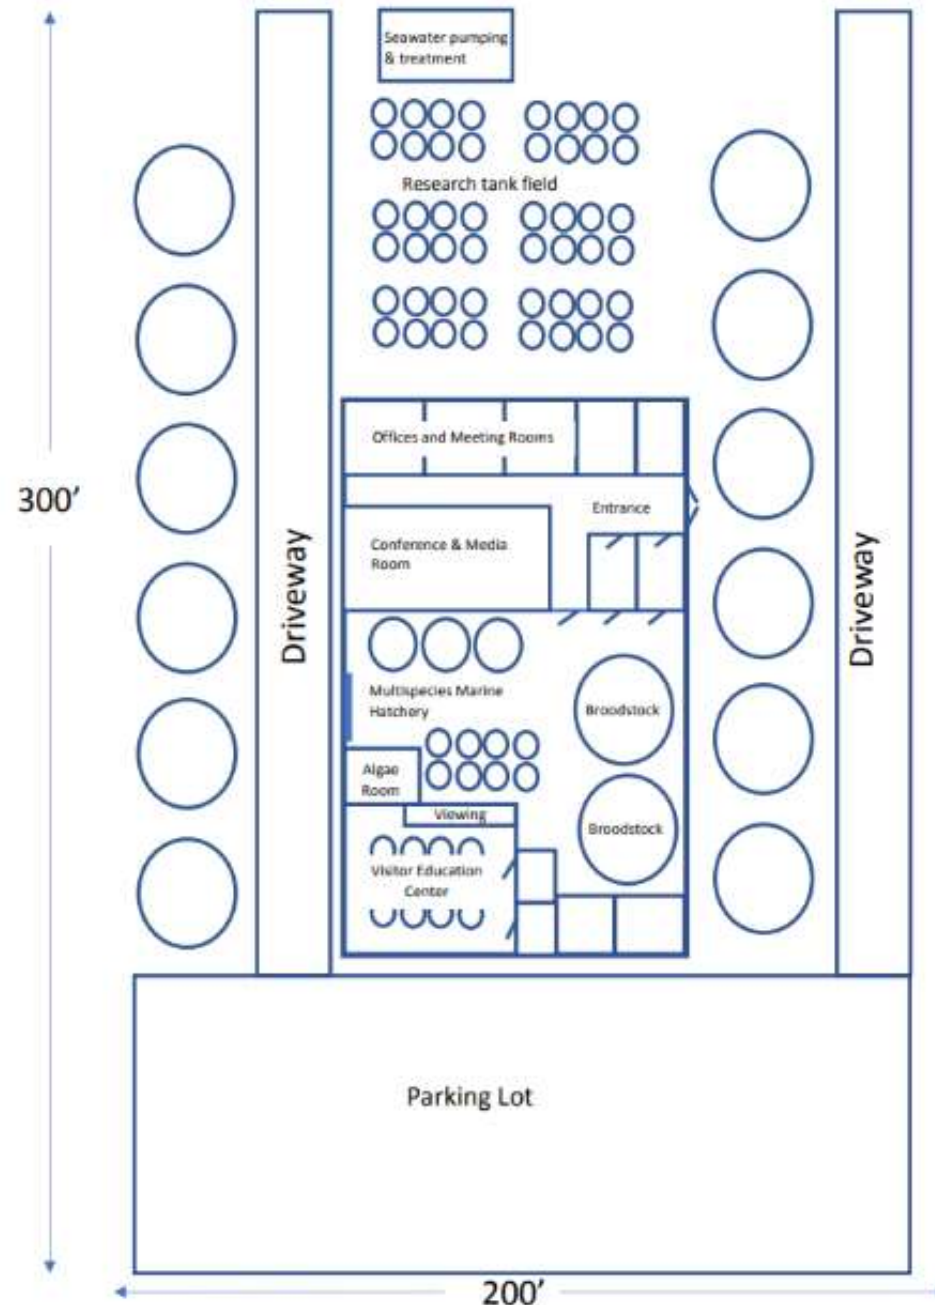 Seawater pumping
& treatment
Research tank field
300’
Offices and Meeting Rooms
Entrance
Conference & Media
Room
Driveway
Driveway
Multispecies Marine
Hatchery
Broodstock
Algae
Room
Viewing
Broodstock
Visitor Education
Center
Parking Lot
200’